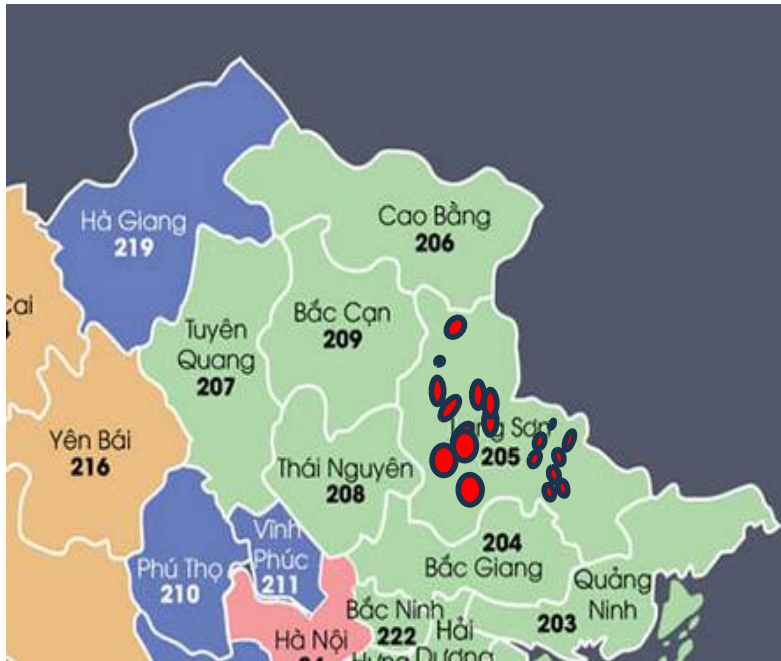 Hà Giang
219
Cao Bằng
206
Cai
Bắc Cạn
209
Tuyên
Quang
207
Yên Bái
216
Sơn
205
Thái Nguyên
208
Vĩnh
Phúc
211
204
Bắc Giang
Phú Thọ
210
Quảng
Ninh
203
Bắc Ninh
222
Hải
Dương
Hà Nội